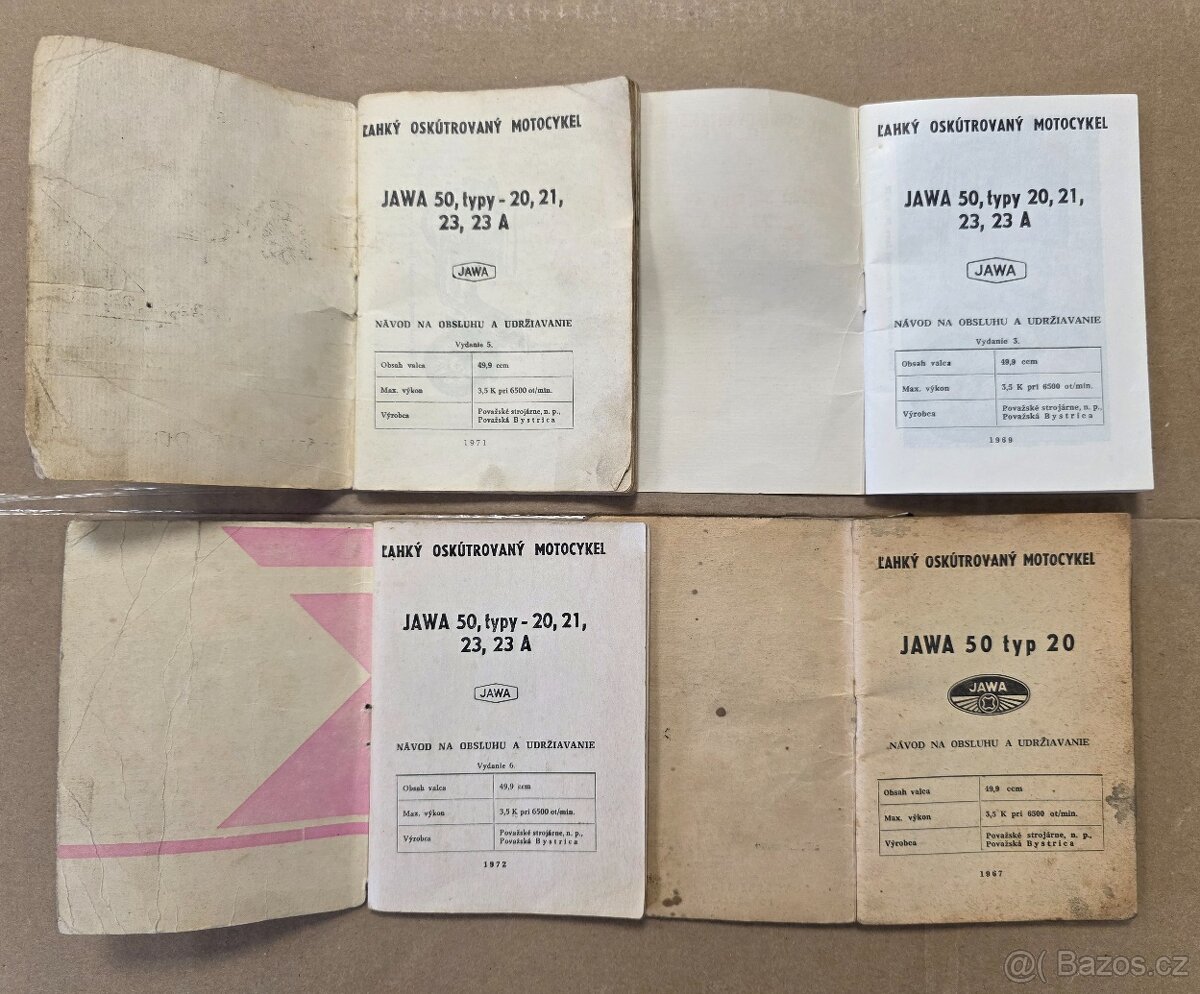 ĽAHKÝ OSKÚTROVANÝ MOTOCYKEL
JAWA 50, typy - 20, 21,
23, 23 A
JAWA
NÁVOD NA OBSLUHU A UDRŽIAVANIE
Vydanie 5.
Obsah valca 49,9 ccm
Max. výkon 3,5 K pri 6500 ot/min.
Výrobca Považské strojárne, n. p.,
Považská Bystrica
1971
ĽAHKÝ OSKÚTROVANÝ MOTOCYKEL
JAWA 50, typy 20, 21,
23, 23 A
JAWA
NÁVOD NA OBSLUHU A UDRŽIAVANIE
Vydanie 3.
Obsah valca 49,9 ccm
Max. výkon 3,5 K pri 6500 ot/min.
Výrobca Považské strojárne, n. p.,
Považská Bystrica
1969
ĽAHKÝ OSKÚTROVANÝ MOTOCYKEL
JAWA 50, typy - 20, 21,
23, 23 A
JAWA
NÁVOD NA OBSLUHU A UDRŽIAVANIE
Vydanie 6.
Obsah valca 49,9 ccm
Max. výkon 3,5 K pri 6500 ot/min.
Výrobca Považské strojárne, n. p.,
Považská Bystrica
1972
ĽAHKÝ OSKÚTROVANÝ MOTOCYKEL
JAWA 50 typ 20
JAWA
NÁVOD NA OBSLUHU A UDRŽIAVANIE
Obsah valca 49,9 ccm
Max. výkon 3,5 K pri 6500 ot/min.
Výrobca Považské strojárne, n. p.,
Považská Bystrica
1967
@( Bazos.cz